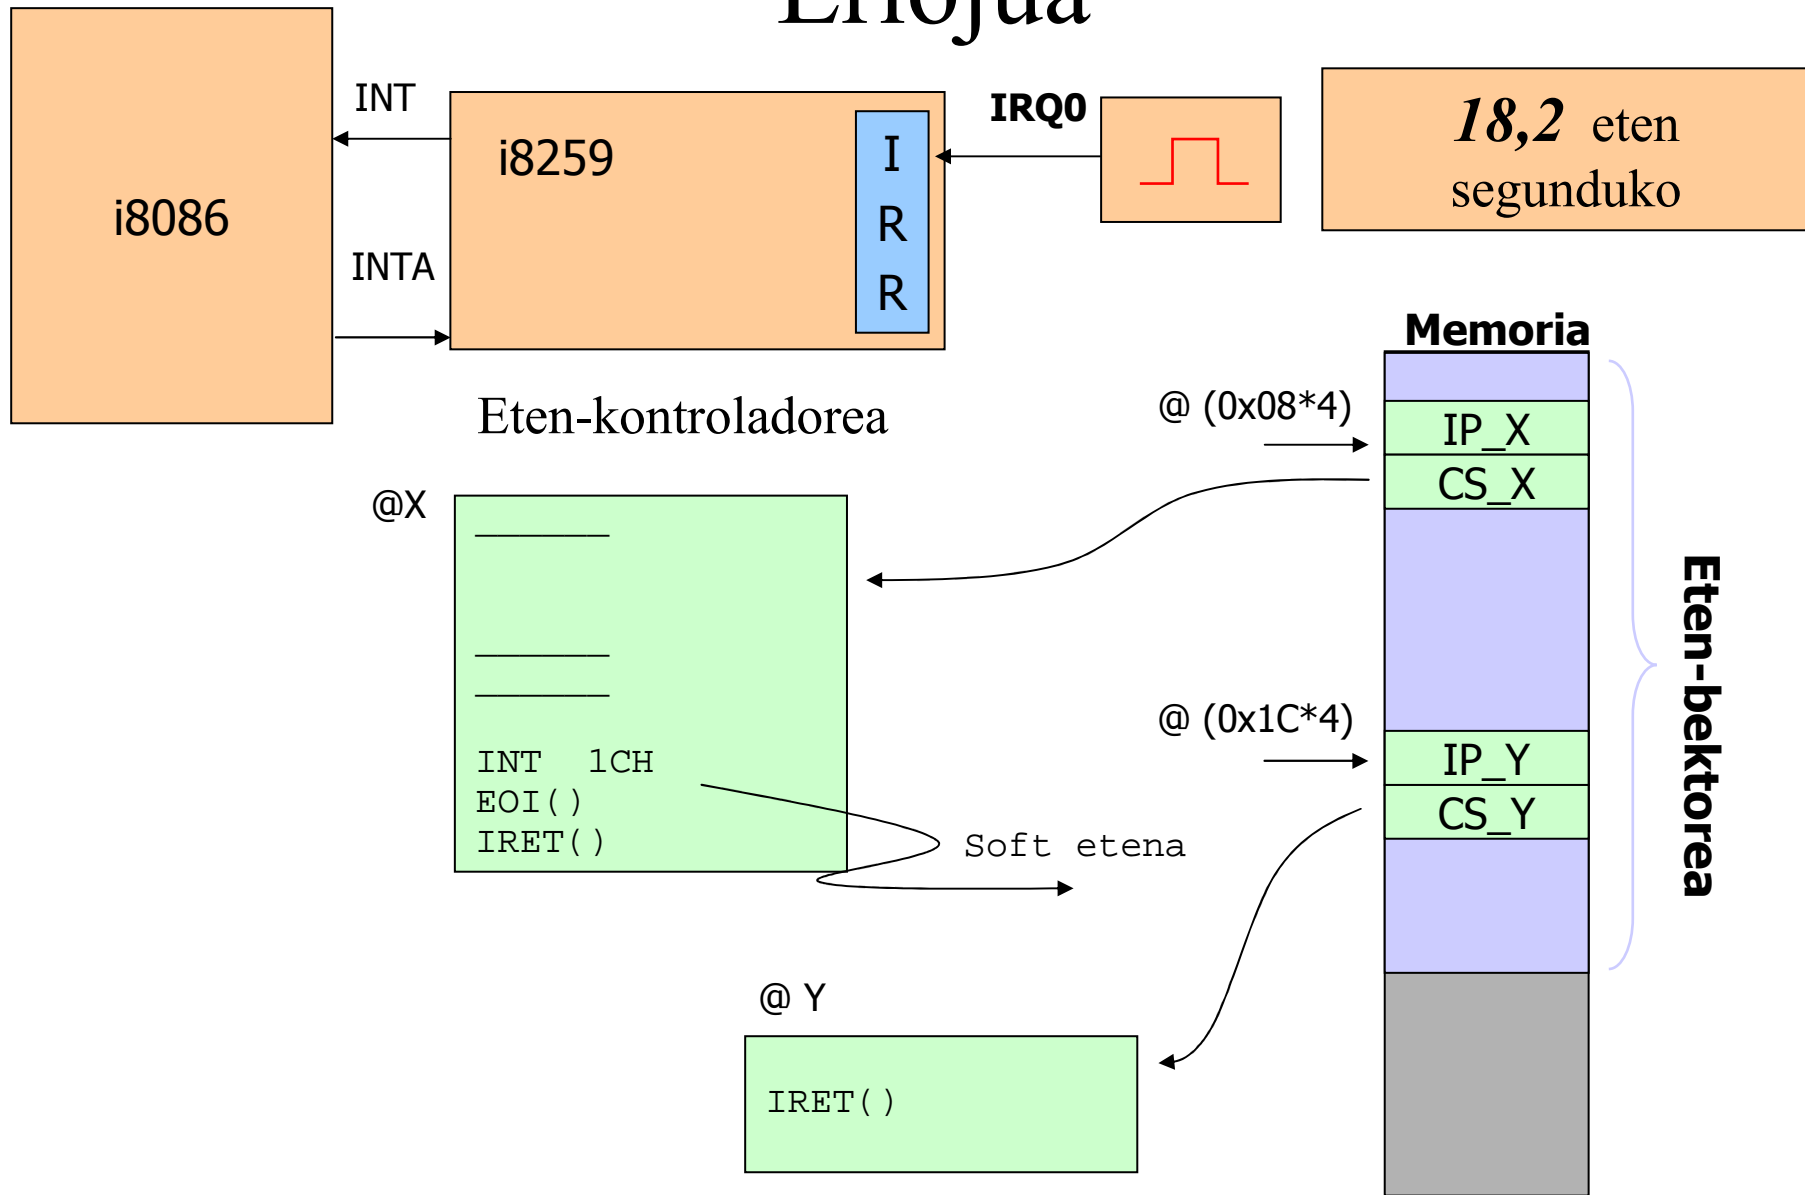 Erlojua
INT
i8086
INTA
i8259
I
R
R
IRQ0
18,2 eten
segunduko
Eten-kontroladorea
Memoria
@ (0x08*4)
IP_X
CS_X
@X
INT 1CH
EOI()
IRET()
Soft etena
@ (0x1C*4)
IP_Y
CS_Y
Eten-bektorea
@ Y
IRET()